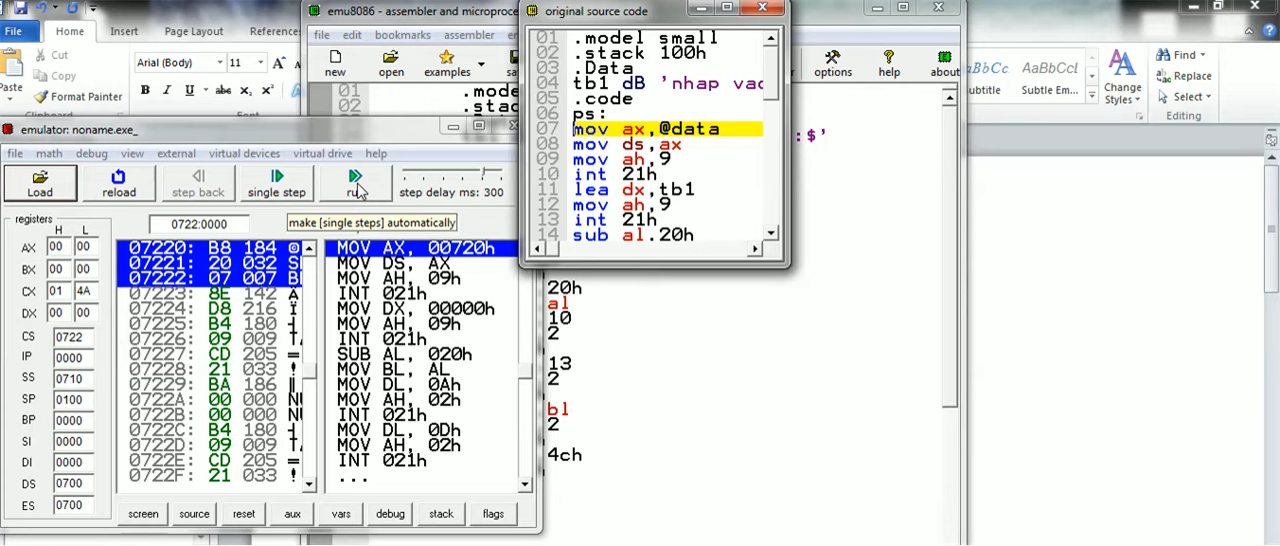 File
Home
Insert
Page Layout
Cut
Copy
Format Painter
Arial (Body)
11
B I U
Find
Replace
Select
Editing
AaBbCc
Subtle Em...
Change
Styles
emu8086 - assembler and
file edit bookmarks assembler
new
open
examples
options
help
about
01
02
:$'
20h
al
10
2
13
2
bl
2
4ch
original source code
01 .model small
02 .stack 100h
03 .Data
04 tb1 dB 'nhap vao
05 .code
06 ps:
07 mov ax,@data
08 mov ds,ax
09 mov ah,9
10 int 21h
11 lea dx,tb1
12 mov ah,9
13 int 21h
14 sub al.20h
emulator: noname.exe_
file math debug view external virtual devices virtual drive help
Load
reload
step back
single step
run
step delay ms: 300
make [single steps] automatically
registers
H L
0722:0000
AX 00 00
BX 00 00
CX 01 4A
DX 00 00
CS 0722
IP 0000
SS 0710
SP 0100
BP 0000
SI 0000
DI 0000
DS 0700
ES 0700
07220: B8 184
07221: 20 032 S
07222: 07 007 B
07223: 8E 142
07224: D8 216
07225: B4 180
07226: 09 009
07227: CD 205 =
07228: 21 033 !
07229: BA 186
0722A: 00 000
0722B: 00 000
0722C: B4 180
0722D: 09 009
0722E: CD 205 =
0722F: 21 033 !
MOV AX, 00720h
MOV DS, AX
MOV AH, 09h
INT 021h
MOV DX, 00000h
MOV AH, 09h
INT 021h
SUB AL, 020h
MOV BL, AL
MOV DL, 0Ah
MOV AH, 02h
INT 021h
MOV DL, 0Dh
MOV AH, 02h
INT 021h
...
screen source reset aux vars debug stack flags